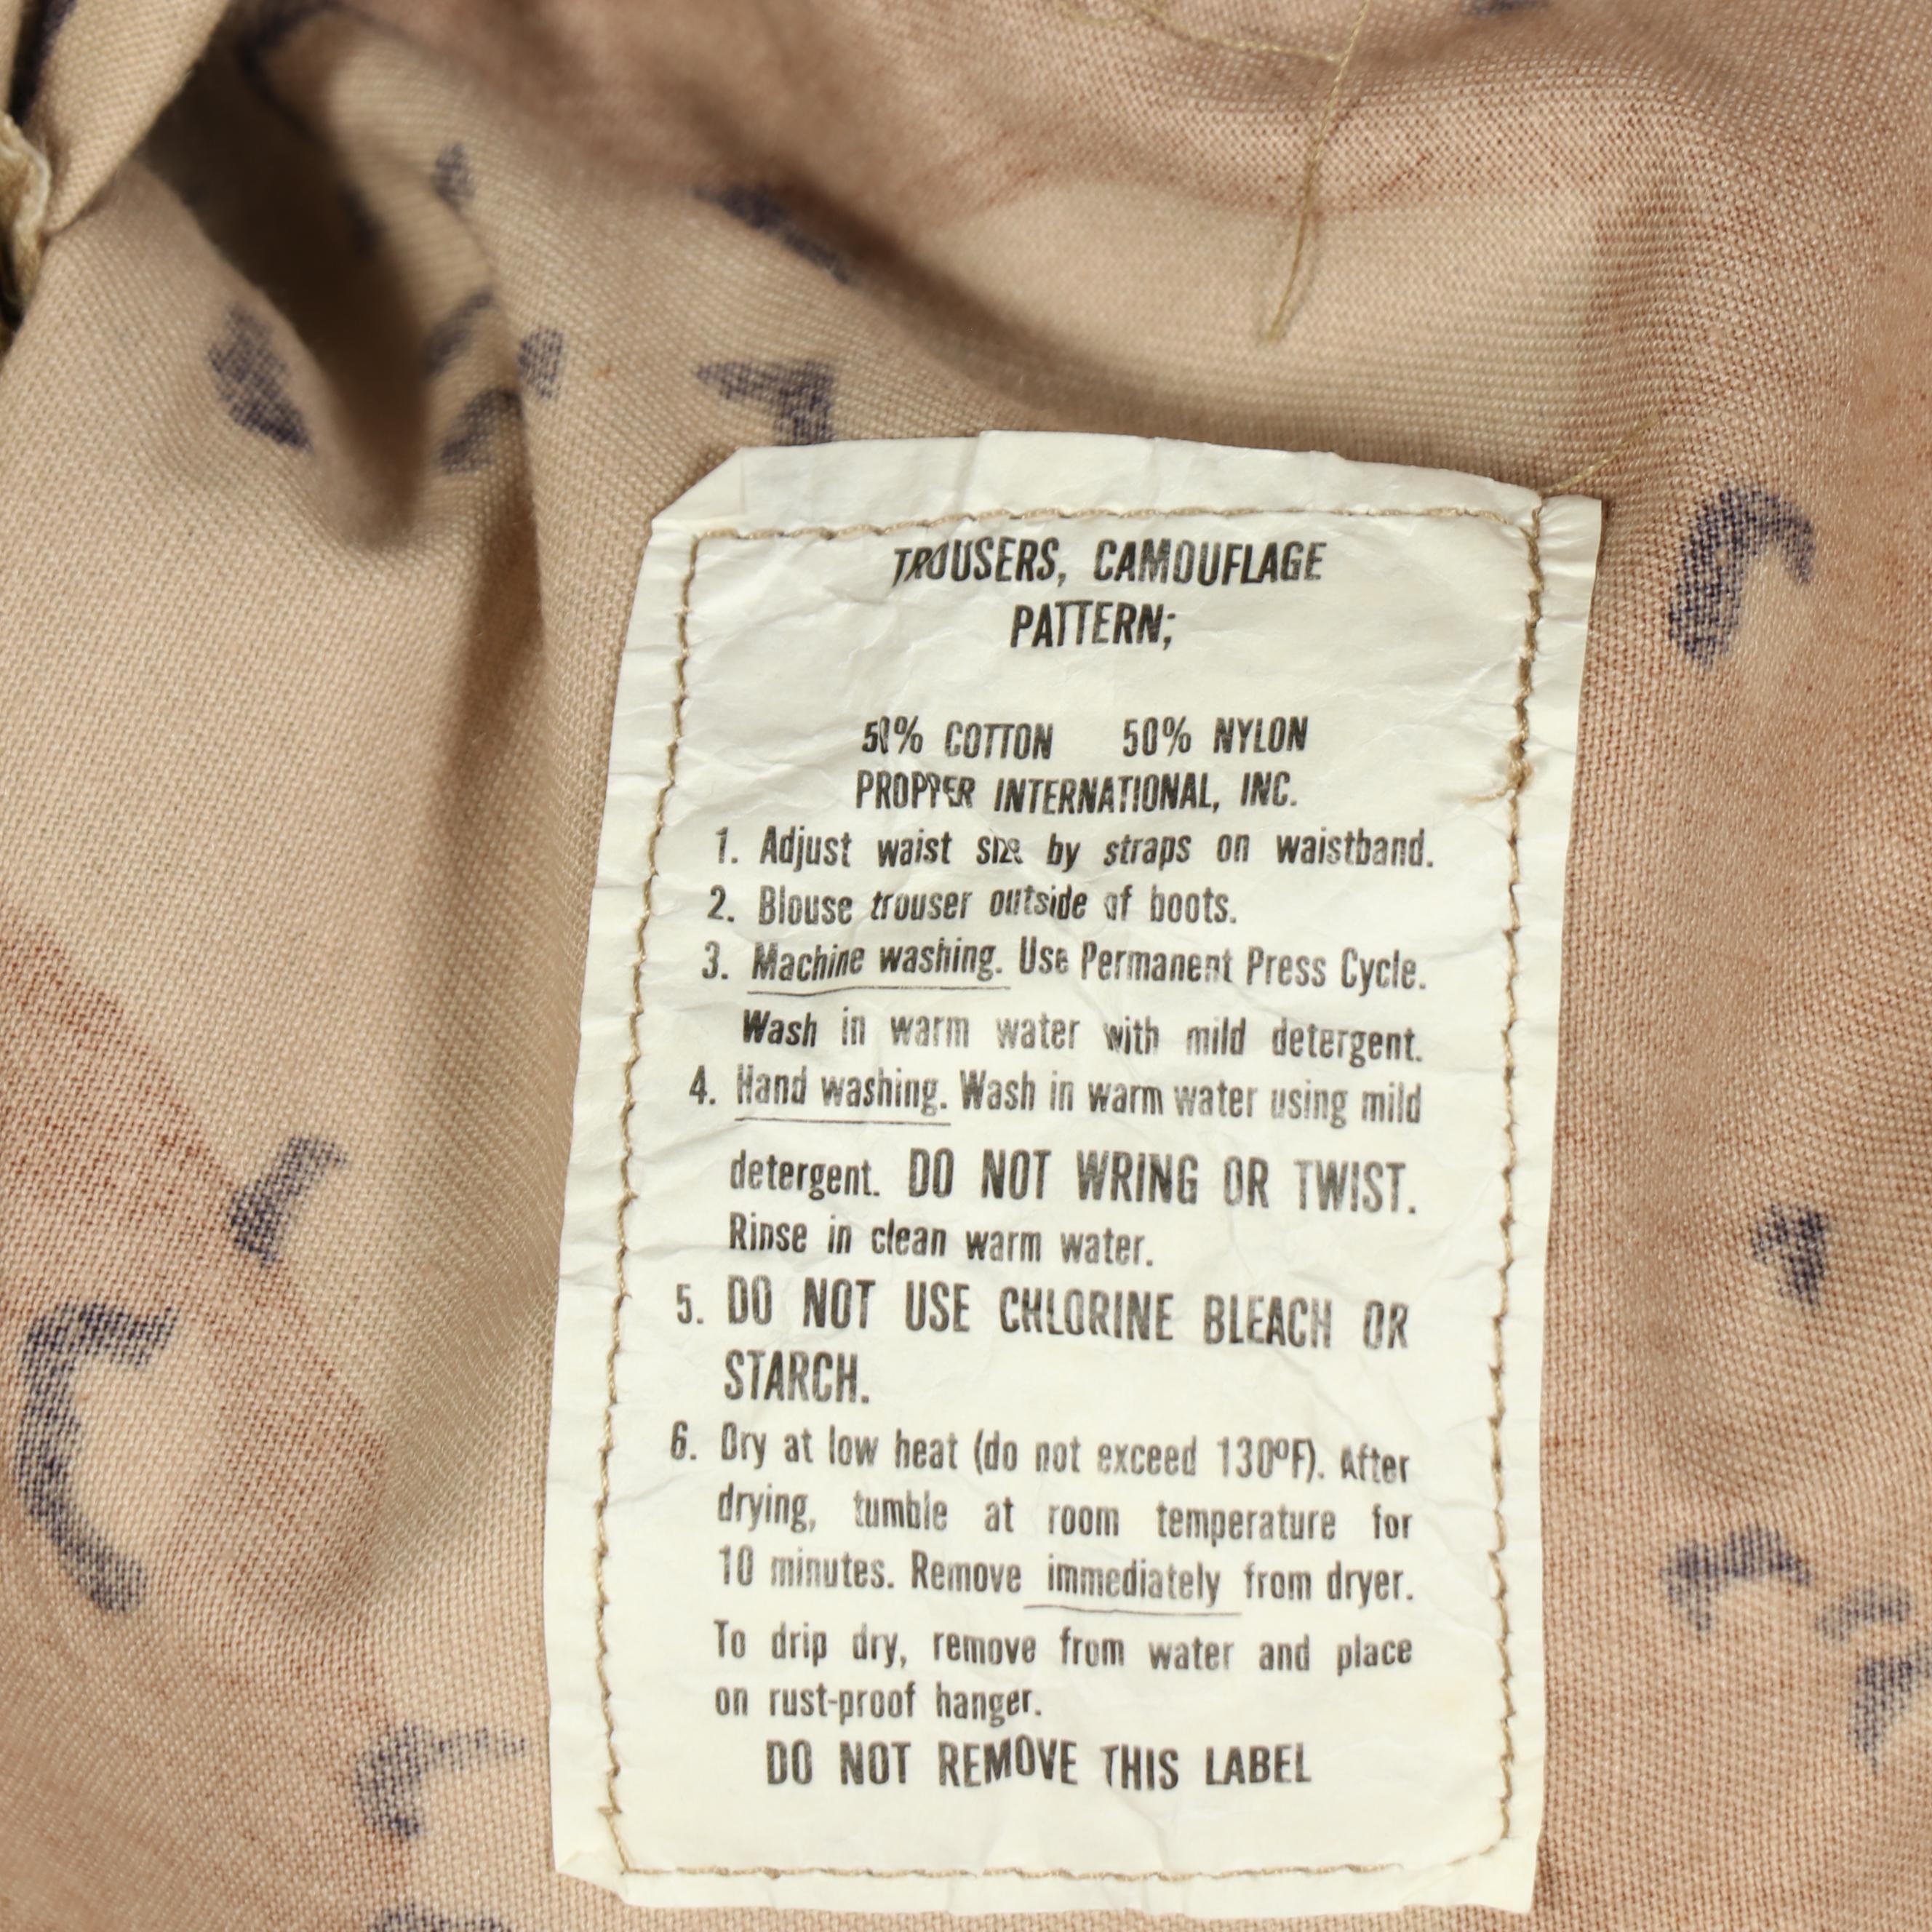 TROUSERS, CAMOUFLAGE
PATTERN;
50% COTTON 50% NYLON
PROPPER INTERNATIONAL, INC.
1. Adjust waist size by straps on waistband.
2. Blouse trouser outside of boots.
3. Machine washing. Use Permanent Press Cycle.
Wash in warm water with mild detergent.
4. Hand washing. Wash in warm water using mild
detergent. DO NOT WRING OR TWIST.
Rinse in clean warm water.
5. DO NOT USE CHLORINE BLEACH OR
STARCH.
6. Dry at low heat (do not exceed 130ºF). After
drying, tumble at room temperature for
10 minutes. Remove immediately from dryer.
To drip dry, remove from water and place
on rust-proof hanger.
DO NOT REMOVE THIS LABEL